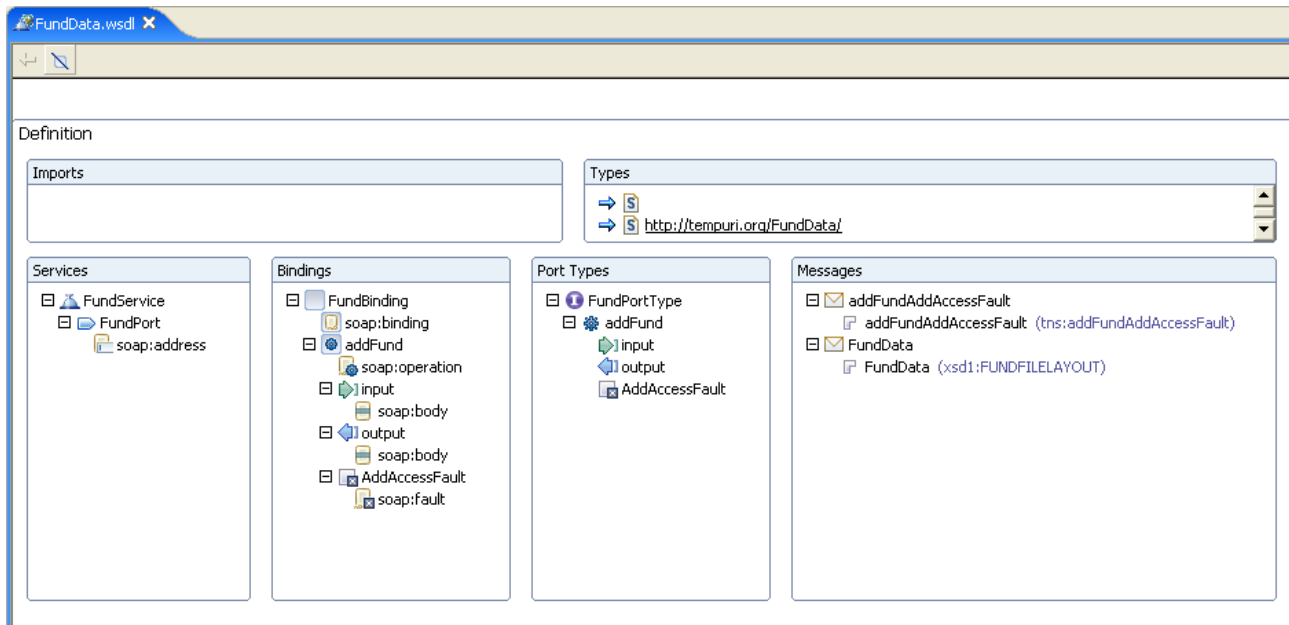 FundData.wsdl
Definition
Imports
Types
S
S http://tempuri.org/FundData/
Services
FundService
FundPort
soap:address
Bindings
FundBinding
soap:binding
addFund
soap:operation
input
soap:body
output
soap:body
AddAccessFault
soap:fault
Port Types
I FundPortType
addFund
input
output
AddAccessFault
Messages
addFundAddAccessFault
addFundAddAccessFault (tns:addFundAddAccessFault)
FundData
FundData (xsd1:FUNDFILELAYOUT)